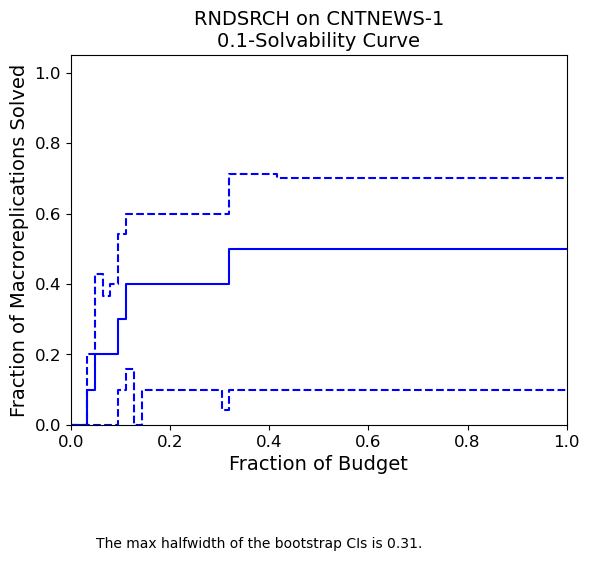 RNDSRCH on CNTNEWS-1
0.1-Solvability Curve
Fraction of Macroreplications Solved
1.0
0.8
0.6
0.4
0.2
0.0
0.0 0.2 0.4 0.6 0.8 1.0
Fraction of Budget
The max halfwidth of the bootstrap CIs is 0.31.